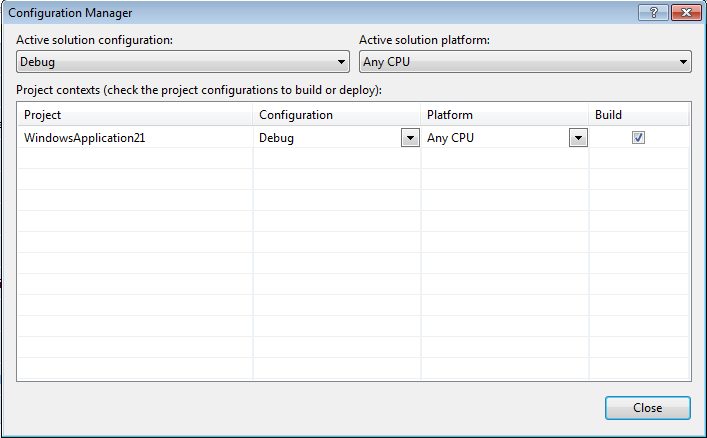 Configuration Manager
Active solution configuration: Active solution platform:
Debug Any CPU
Project contexts (check the project configurations to build or deploy):
Project Configuration Platform Build
WindowsApplication21 Debug Any CPU
Close